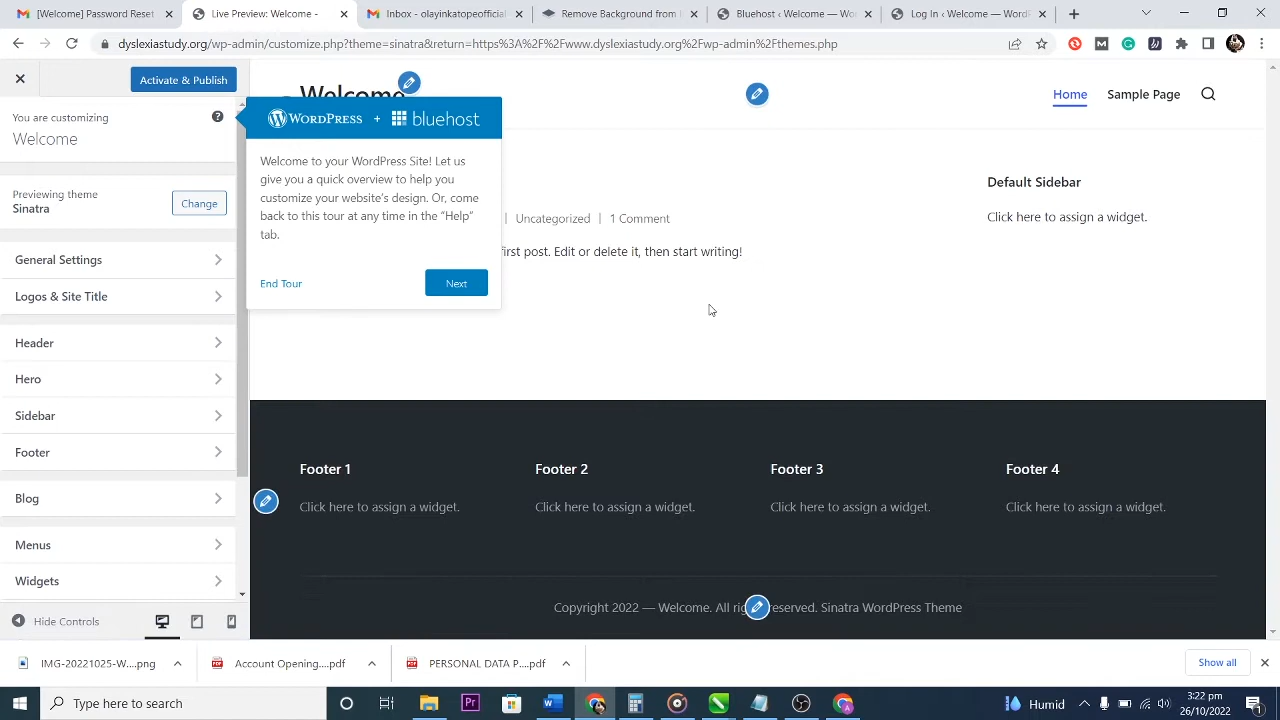 [Welcome] Password Reset
Live Preview: Welcome
Inbox - olayinktapeofficial
Remove Background from
Bluehost ‹ Welcome — Wo
Log In ‹ Welcome — WordP
dyslexiastudy.org/wp-admin/customize.php?theme=sinatra&return=https%3A%2F%2Fwww.dyslexiastudy.org%2Fwp-admin%2Fthemes.php
Activate & Publish
You are customizing
Welcome
Previewing theme
Sinatra
Change
General Settings
Logos & Site Title
Header
Hero
Sidebar
Footer
Blog
Menus
Widgets
Hide Controls
WORDPRESS + bluehost
Welcome to your WordPress Site! Let us
give you a quick overview to help you
customize your website's design. Or, come
back to this tour at any time in the "Help"
tab.
End Tour
Next
Welcome
Home
Sample Page
| Uncategorized | 1 Comment
first post. Edit or delete it, then start writing!
Default Sidebar
Click here to assign a widget.
Footer 1
Click here to assign a widget.
Footer 2
Click here to assign a widget.
Footer 3
Click here to assign a widget.
Footer 4
Click here to assign a widget.
Copyright 2022 — Welcome. All rig reserved. Sinatra WordPress Theme
IMG-20221025-W....png
Account Opening....pdf
PERSONAL DATA P....pdf
Show all
Type here to search
Humid
3:22 pm
26/10/2022